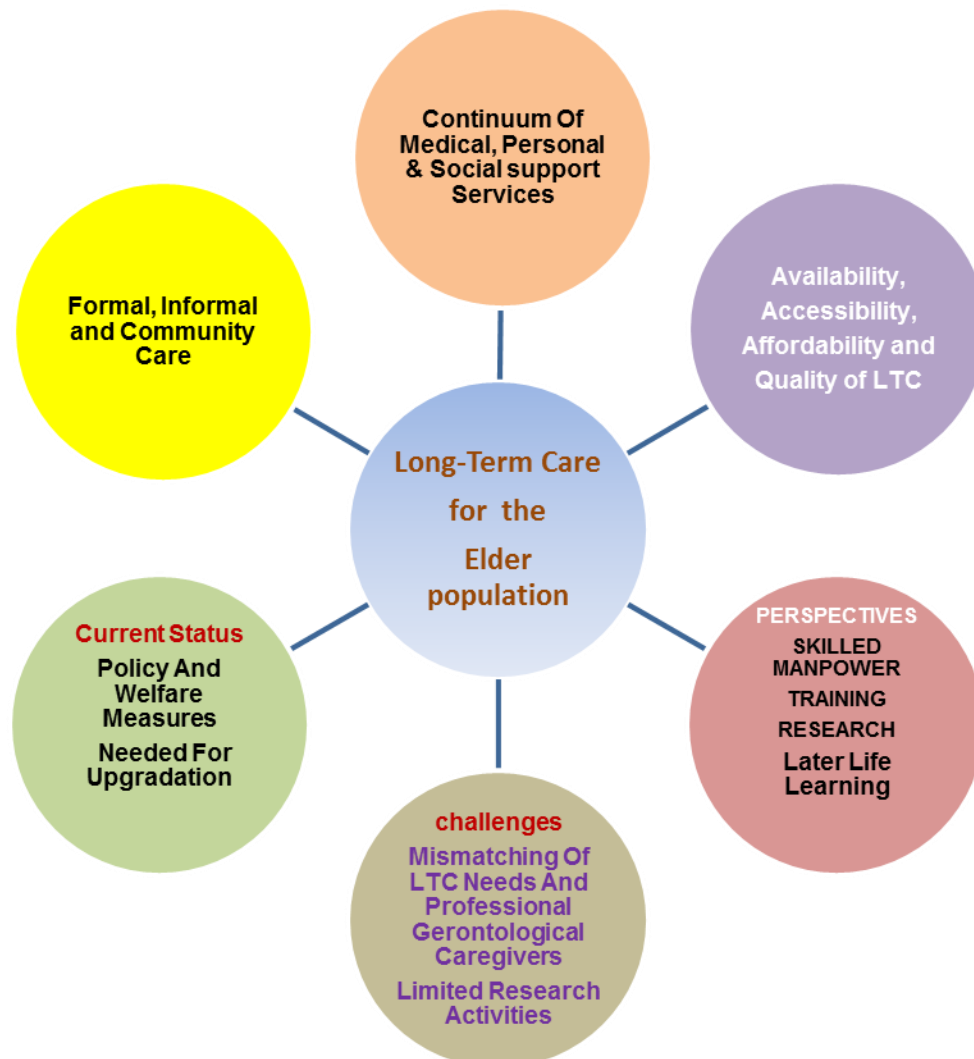 Continuum Of
Medical, Personal
& Social support
Services
Formal, Informal
and Community
Care
Availability,
Accessibility,
Affordability and
Quality of LTC
Long-Term Care
for the
Elder
population
Current Status
Policy And
Welfare
Measures
Needed For
Upgradation
PERSPECTIVES
SKILLED
MANPOWER
TRAINING
RESEARCH
Later Life
Learning
challenges
Mismatching Of
LTC Needs And
Professional
Gerontological
Caregivers
Limited Research
Activities